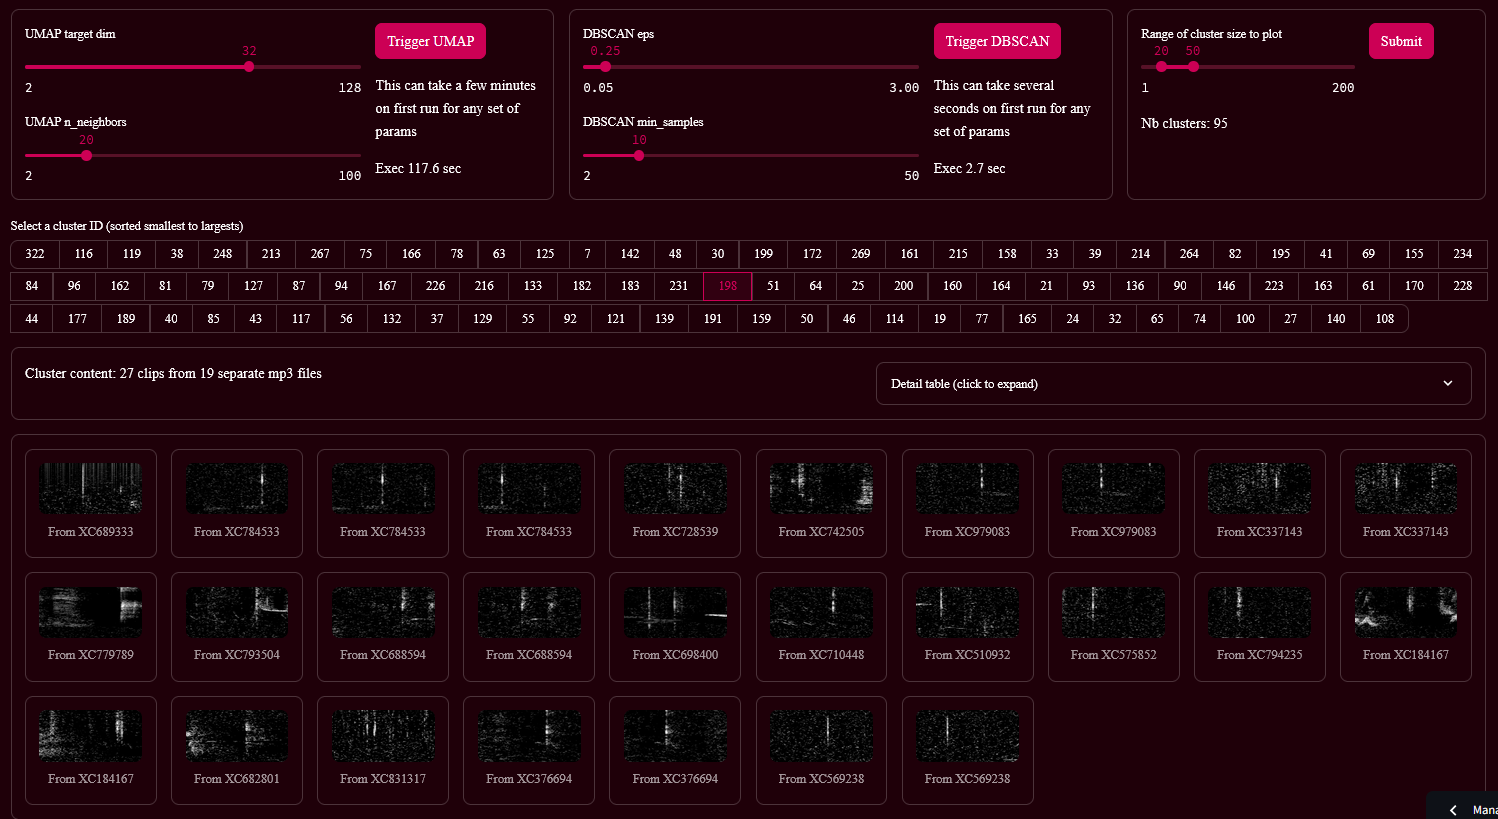 UMAP target dim
32
2 128
UMAP n_neighbors
20
2 100
Trigger UMAP
This can take a few minutes
on first run for any set of
params
Exec 117.6 sec
DBSCAN eps
0.25
0.05 3.00
DBSCAN min_samples
10
2 50
Trigger DBSCAN
This can take several
seconds on first run for any
set of params
Exec 2.7 sec
Range of cluster size to plot
20 50
1 200
Submit
Nb clusters: 95
Select a cluster ID (sorted smallest to largests)
322 116 119 38 248 213 267 75 166 78 63 125 7 142 48 30 199 172 269 161 215 158 33 39 214 264 82 195 41 69 155 234
84 96 162 81 79 127 87 94 167 226 216 133 182 183 231 198 51 64 25 200 160 164 21 93 136 90 146 223 163 61 170 228
44 177 189 40 85 43 117 56 132 37 129 55 92 121 139 191 159 50 46 114 19 77 165 24 32 65 74 100 27 140 108
Cluster content: 27 clips from 19 separate mp3 files
Detail table (click to expand)
From XC689333 From XC784533 From XC784533 From XC784533 From XC728539 From XC742505 From XC979083 From XC979083 From XC337143 From XC337143
From XC779789 From XC793504 From XC688594 From XC688594 From XC698400 From XC710448 From XC510932 From XC575852 From XC794235 From XC184167
From XC184167 From XC682801 From XC831317 From XC376694 From XC376694 From XC569238 From XC569238
Mana